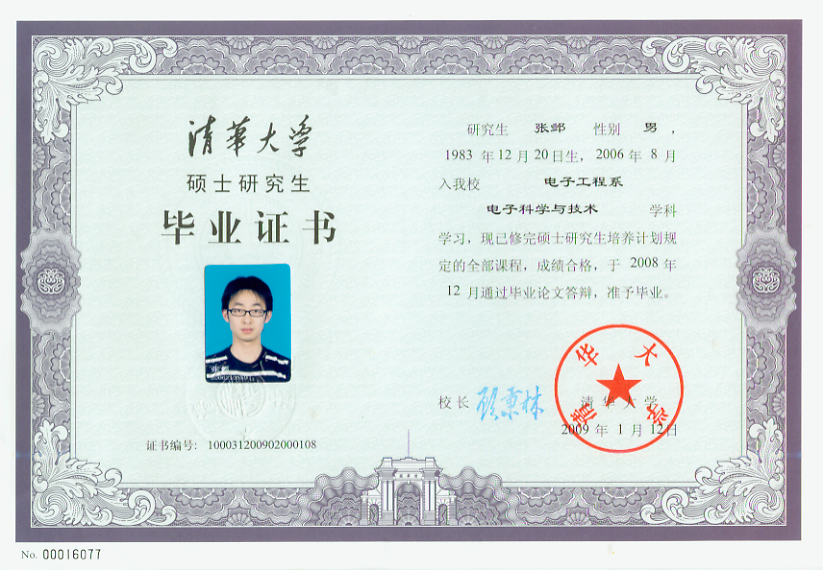 清华大学
硕士研究生
毕业证书
证书编号：100031200902000108
研究生 张邺 性别 男，
1983 年 12 月 20 日生，2006 年 8 月
入我校 电子工程系
电子科学与技术 学科
学习，现已修完硕士研究生培养计划规
定的全部课程，成绩合格，于 2008 年
12 月通过毕业论文答辩，准予毕业。
校长 顾秉林 清华大学
2009 年 1 月 12 日
清华大学
No. 00016077